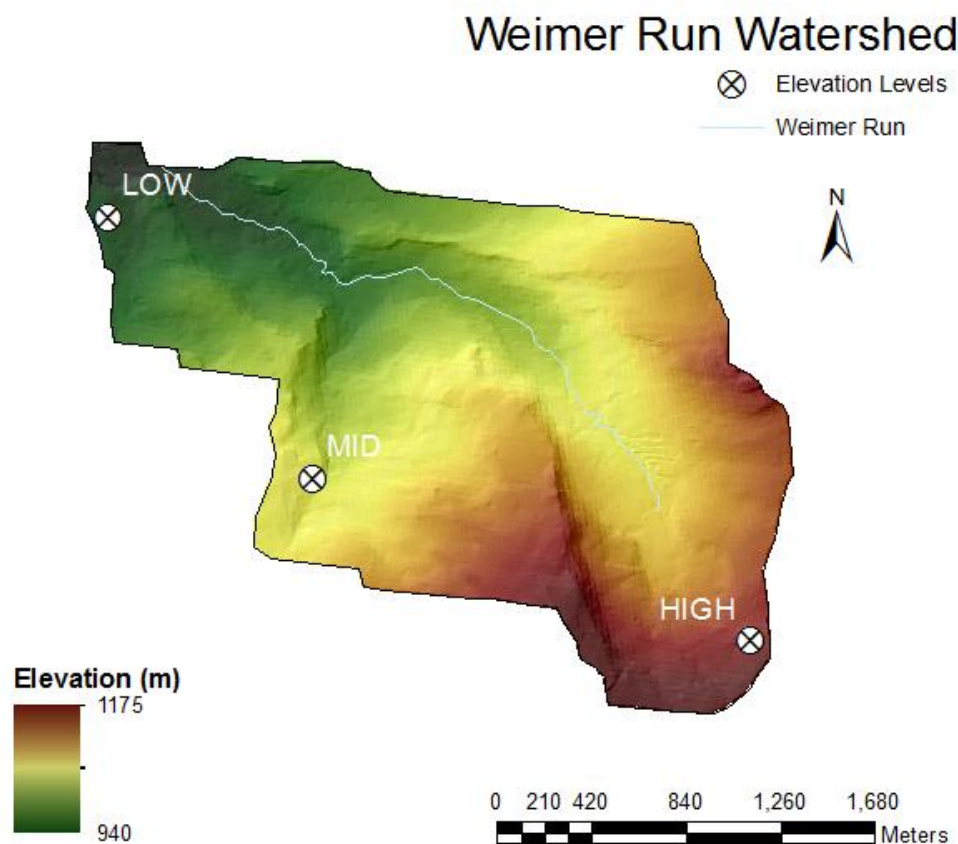 Weimer Run Watershed
Elevation Levels
Weimer Run
N
LOW
MID
HIGH
Elevation (m)
1175
940
0 210 420 840 1,260 1,680
Meters